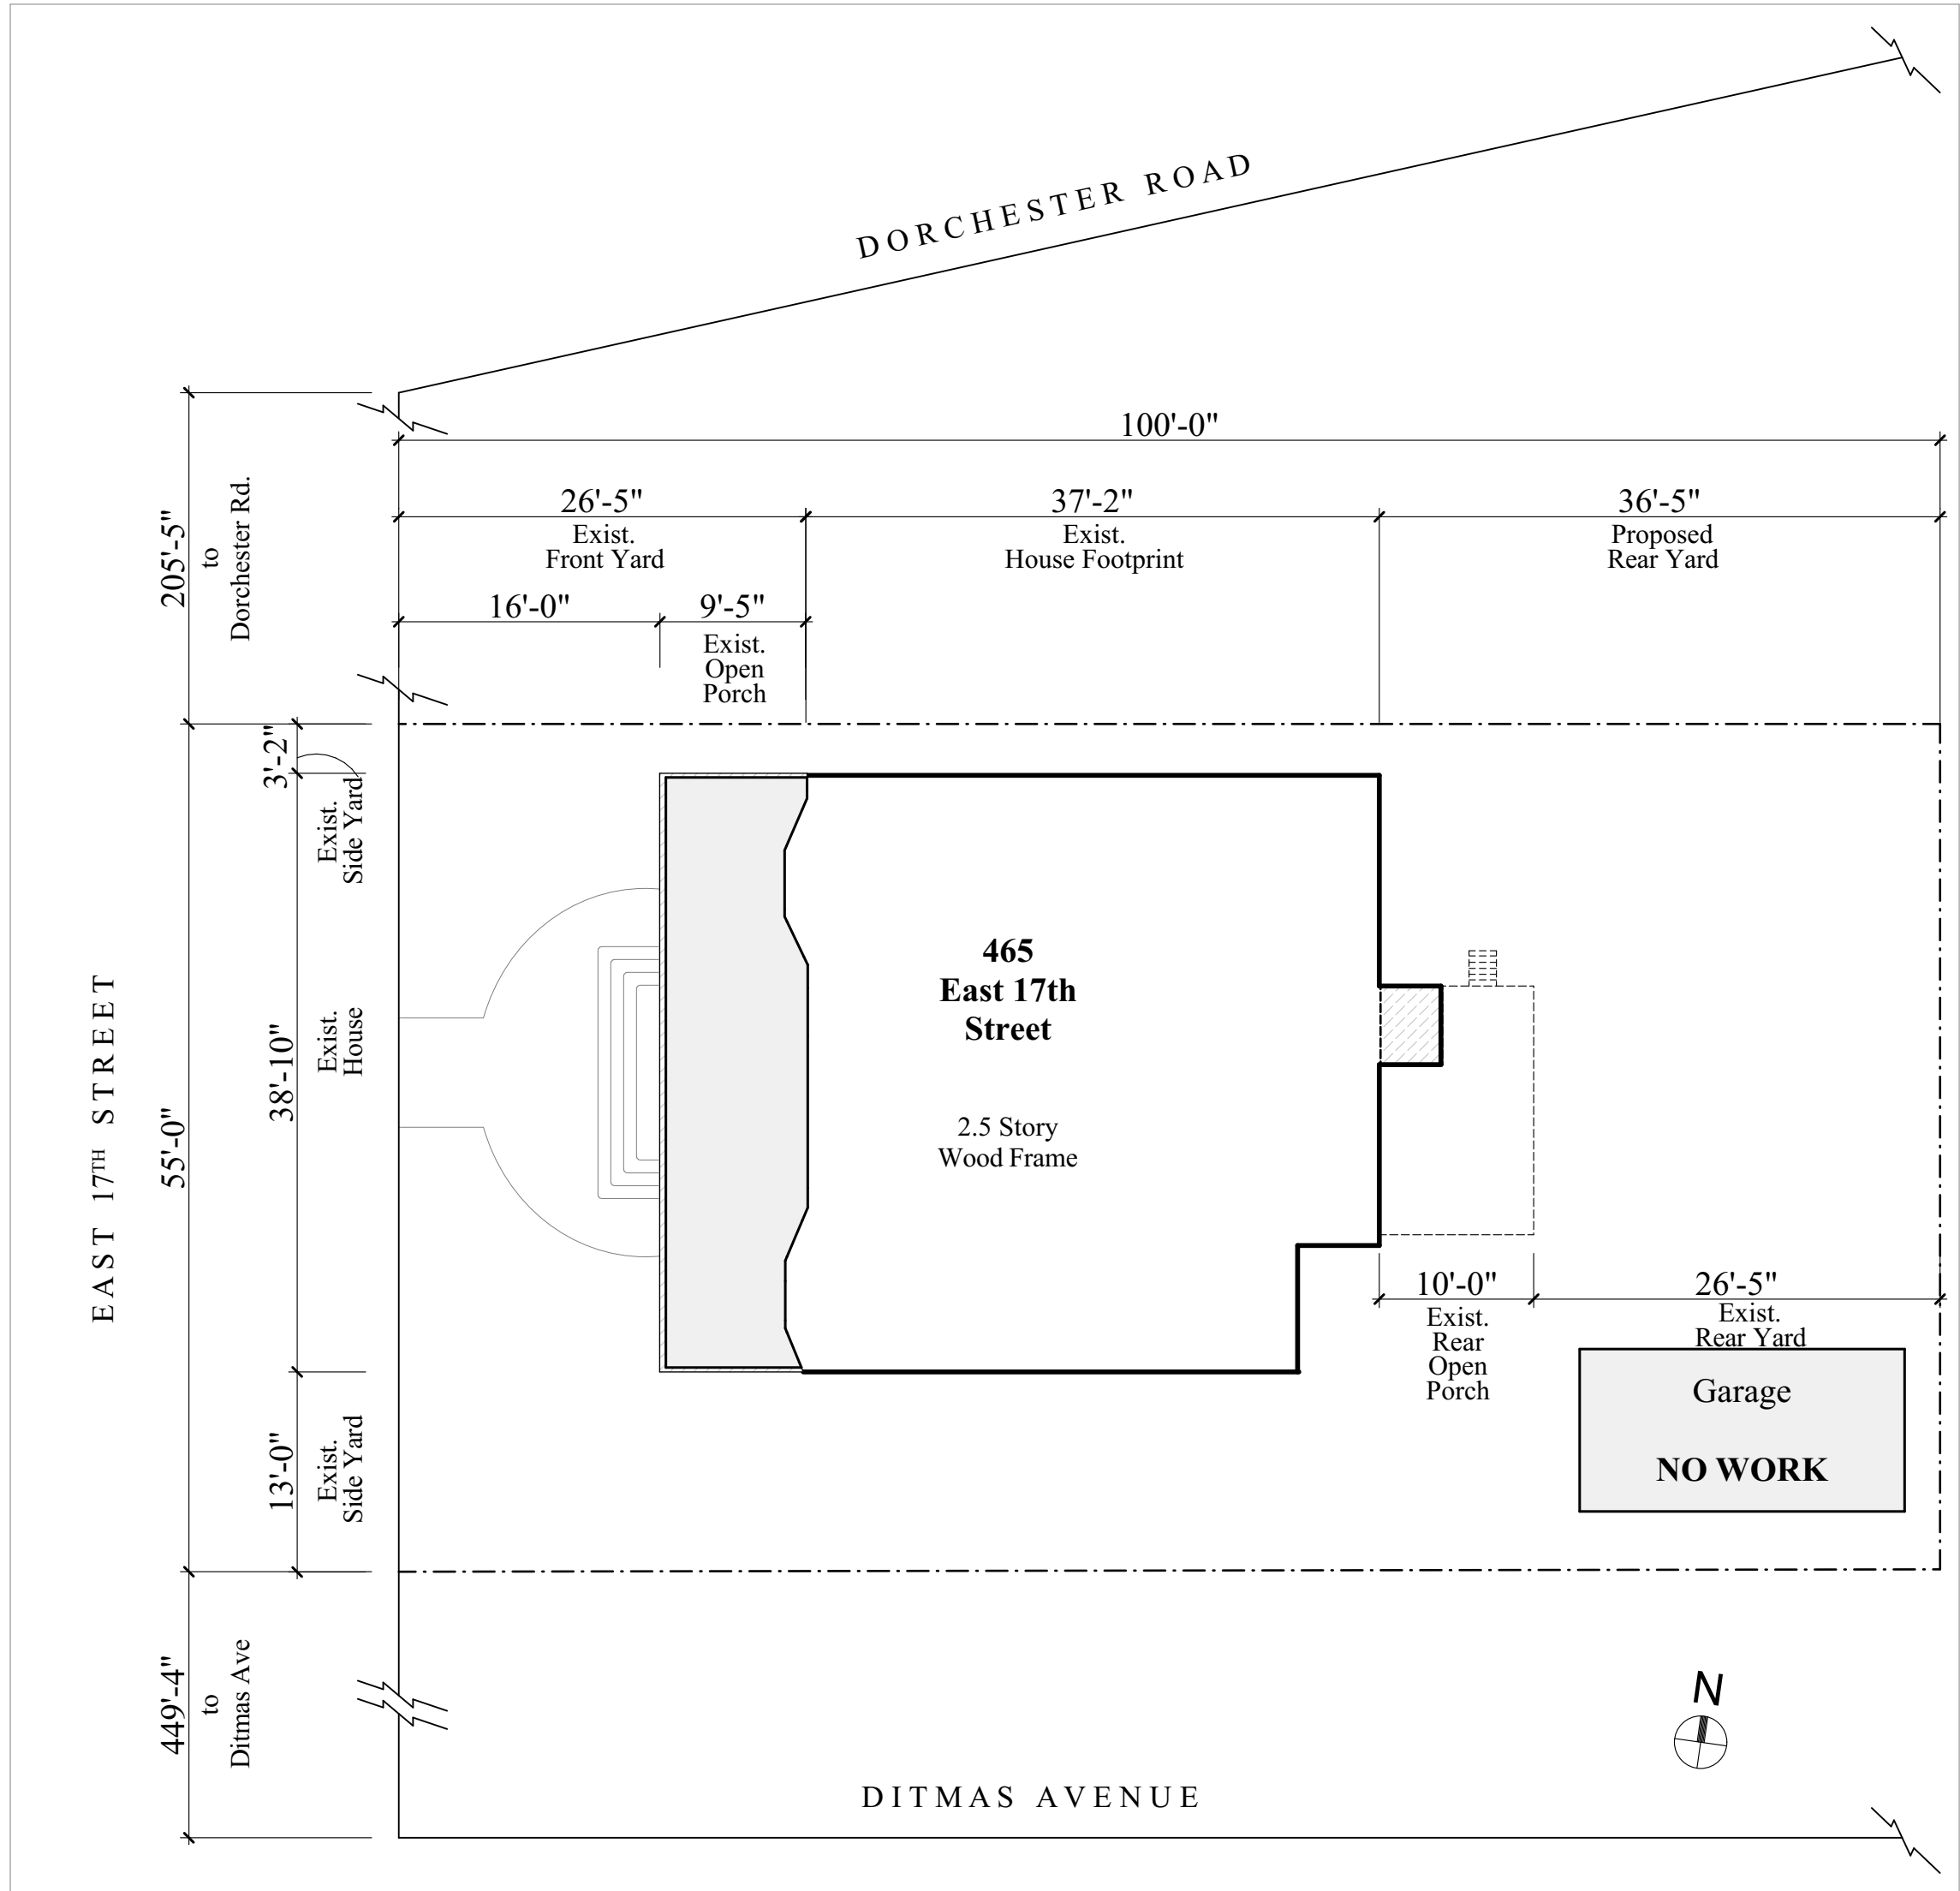 DORCHESTER ROAD
100'-0"
26'-5"
Exist.
Front Yard
37'-2"
Exist.
House Footprint
36'-5"
Proposed
Rear Yard
16'-0"
9'-5"
Exist.
Open
Porch
205'-5"
to
Dorchester Rd.
3'-2"
Exist.
Side Yard
EAST 17TH STREET
55'-0"
38'-10"
Exist.
House
465
East 17th
Street
2.5 Story
Wood Frame
10'-0"
Exist.
Rear
Open
Porch
26'-5"
Exist.
Rear Yard
Garage
NO WORK
13'-0"
Exist.
Side Yard
449'-4"
to
Ditmas Ave
N
DITMAS AVENUE